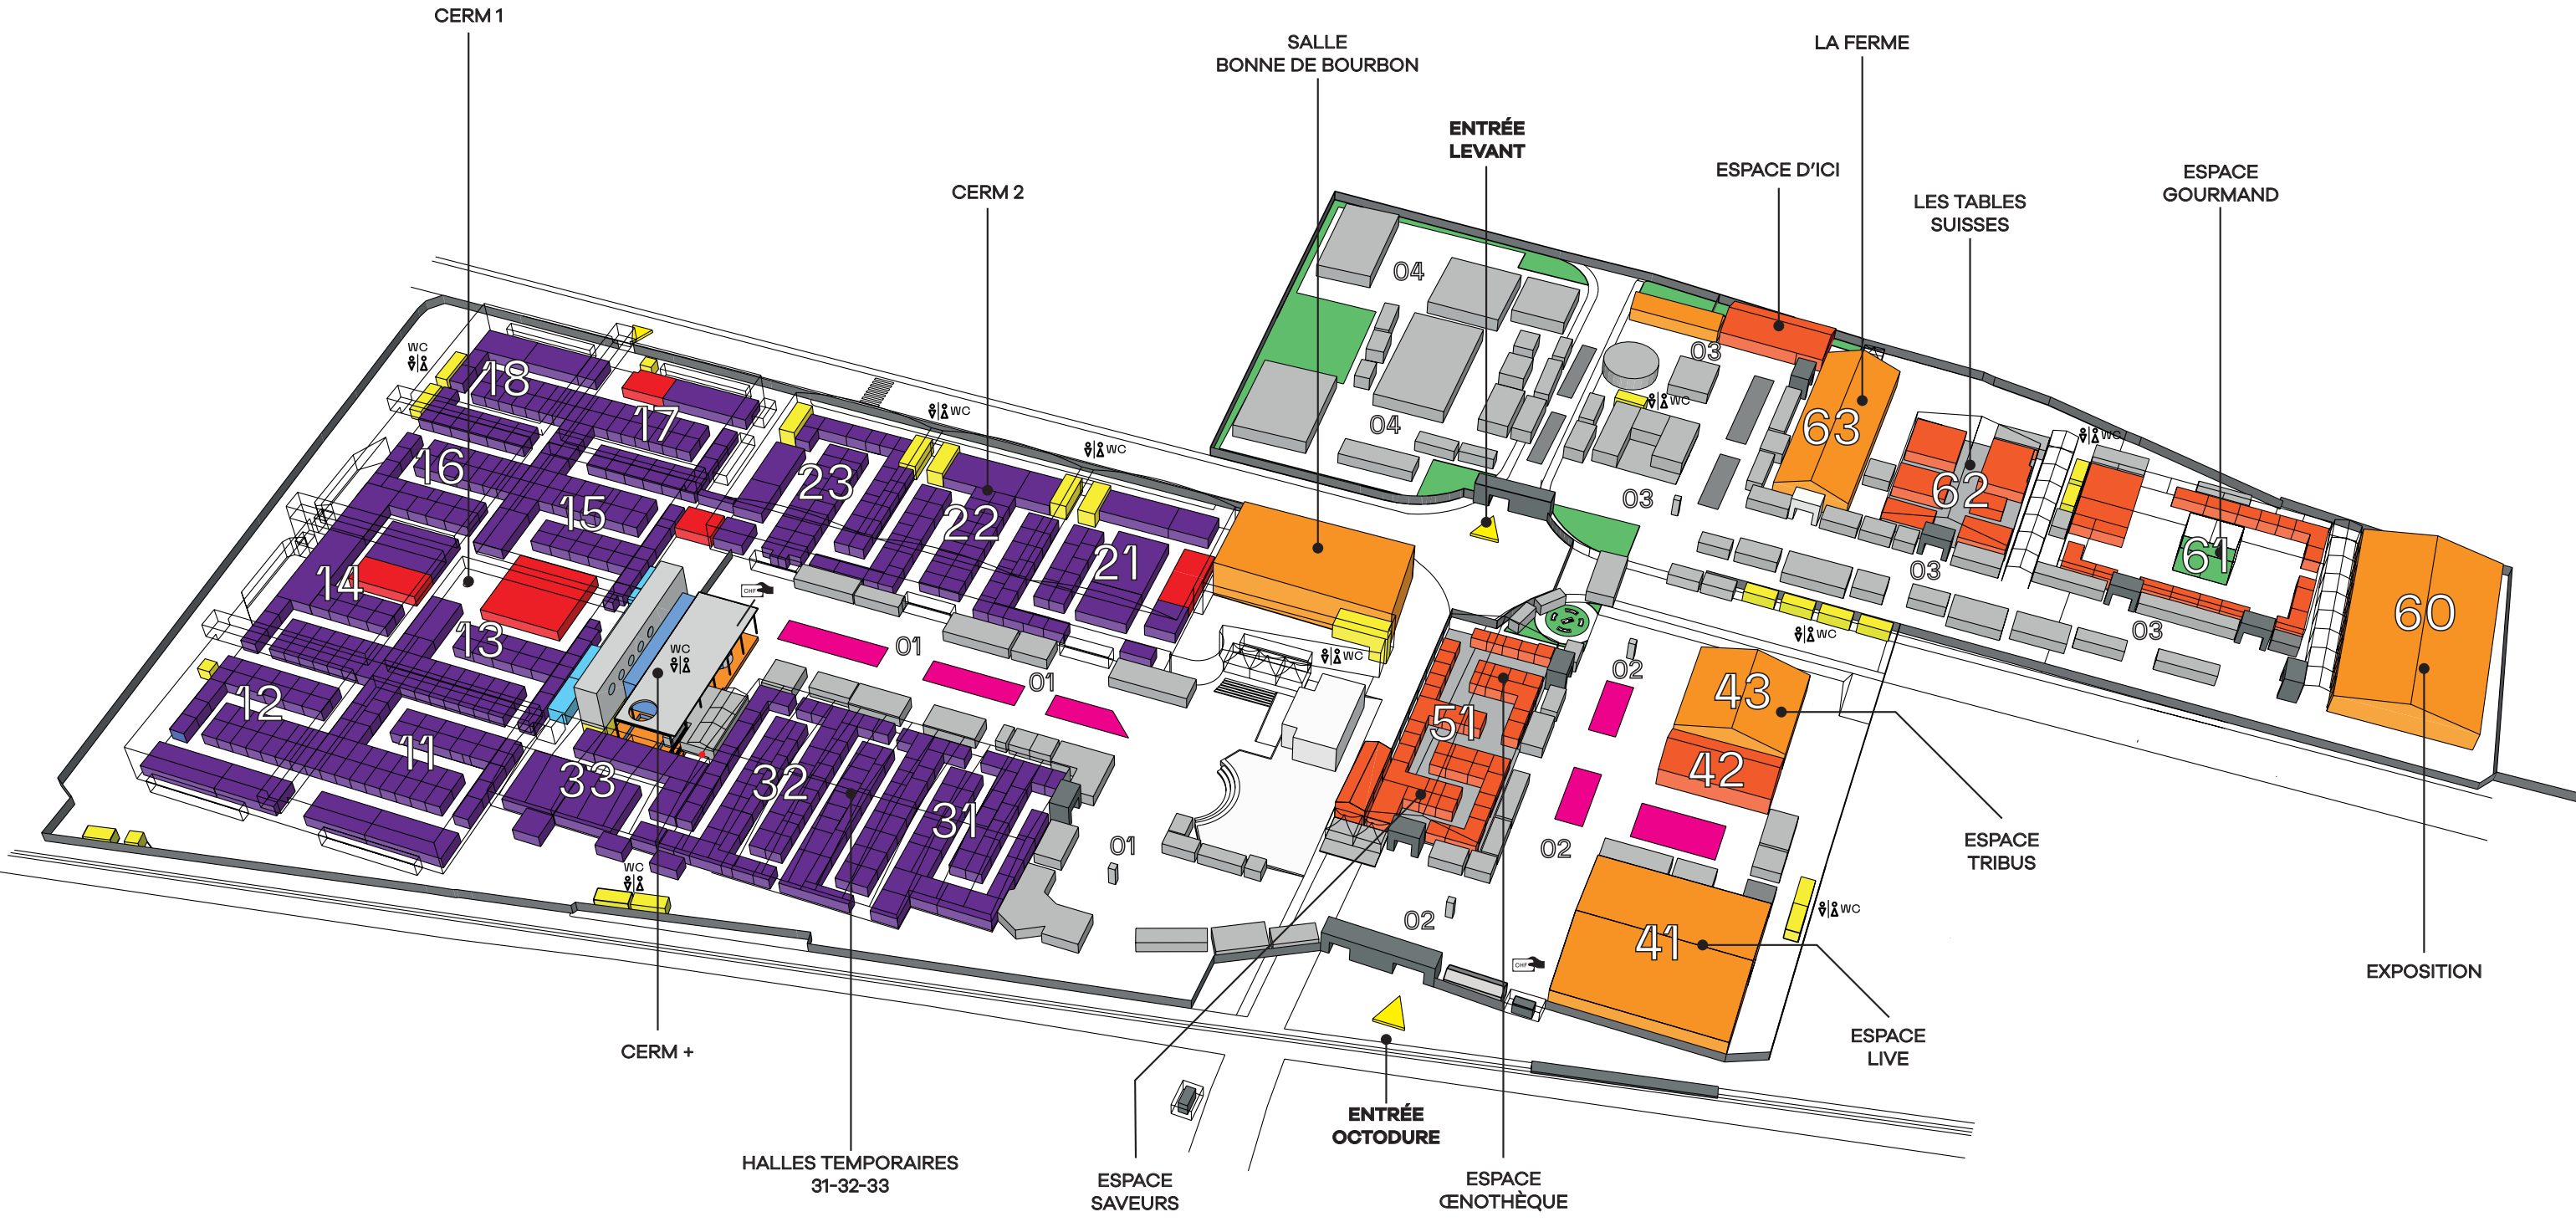 CERM 1
SALLE
BONNE DE BOURBON
LA FERME
ENTRÉE
LEVANT
ESPACE D'ICI
ESPACE
GOURMAND
CERM 2
LES TABLES
SUISSES
04
WC
18
03
WC
17
WC
04
63
WC
WC
16
23
62
15
22
03
21
61
14
CHF
03
60
13
01
WC
03
WC
WC
02
01
12
43
51
11
33
32
42
31
01
02
ESPACE
TRIBUS
WC
02
WC
41
CHF
EXPOSITION
CERM +
ESPACE
LIVE
ENTRÉE
OCTODURE
HALLES TEMPORAIRES
31-32-33
ESPACE
SAVEURS
ESPACE
ŒNOTHÈQUE